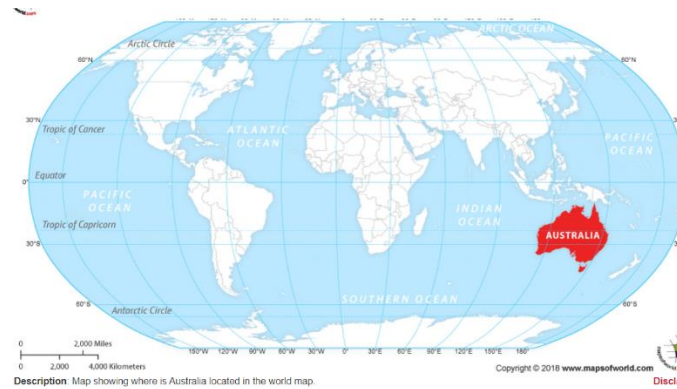 Arctic Circle
ARCTIC OCEAN
60°N
60°N
30°N
30°N
Tropic of Cancer
ATLANTIC
OCEAN
PACIFIC
OCEAN
Equator
0°
0°
PACIFIC
OCEAN
INDIAN
OCEAN
Tropic of Capricorn
AUSTRALIA
30°S
30°S
SOUTHERN OCEAN
60°S
60°S
Antarctic Circle
0 2,000 Miles
0 2,000 4,000 Kilometers
150°W 120°W 90°W 60°W 30°W 0° 30°E 60°E 90°E 120°E 150°E 180°
Copyright © 2018 www.mapsofworld.com
Description: Map showing where is Australia located in the world map.
Discl